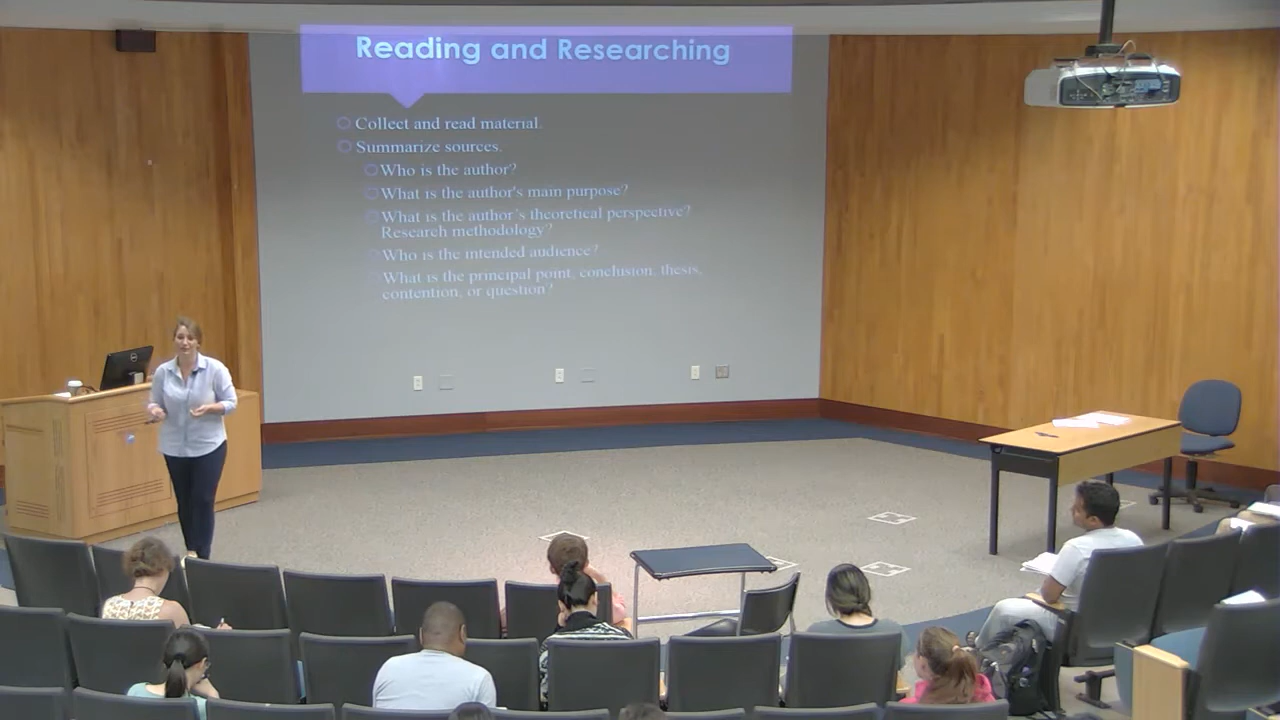 Reading and Researching
Collect and read material.
Summarize sources.
Who is the author?
What is the author's main purpose?
What is the author's theoretical perspective?
Research methodology?
Who is the intended audience?
What is the principal point, conclusion, thesis,
contention, or question?